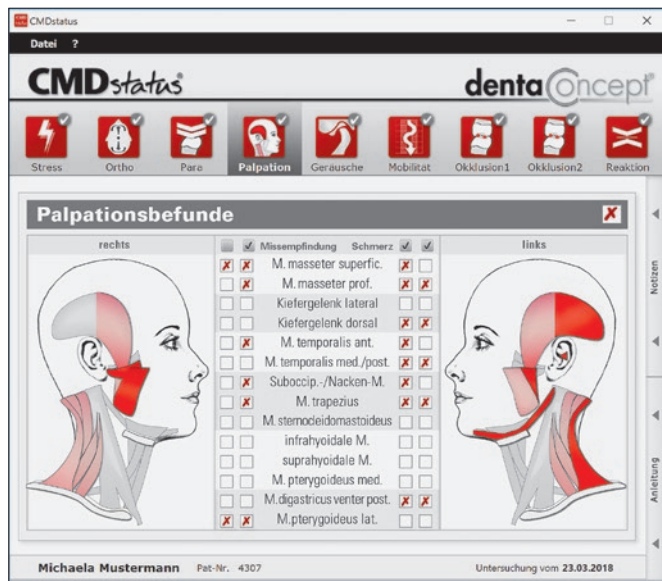 CMDstatus
Datei ?
CMDstatus®
dentaConcept®
Stress Ortho Para Palpation Geräusche Mobilität Okklusion1 Okklusion2 Reaktion
Palpationsbefunde
rechts Missempfindung Schmerz links
M. masseter superfic.
M. masseter prof.
Kiefergelenk lateral
Kiefergelenk dorsal
M. temporalis ant.
M. temporalis med./post.
Suboccip.-/Nacken-M.
M. trapezius
M. sternocleidomastoideus
infrahyoidale M.
suprahyoidale M.
M. pterygoideus med.
M.digastricus venter post.
M.pterygoideus lat.
Notizen
Anleitung
Michaela Mustermann Pat-Nr. 4307 Untersuchung vom 23.03.2018